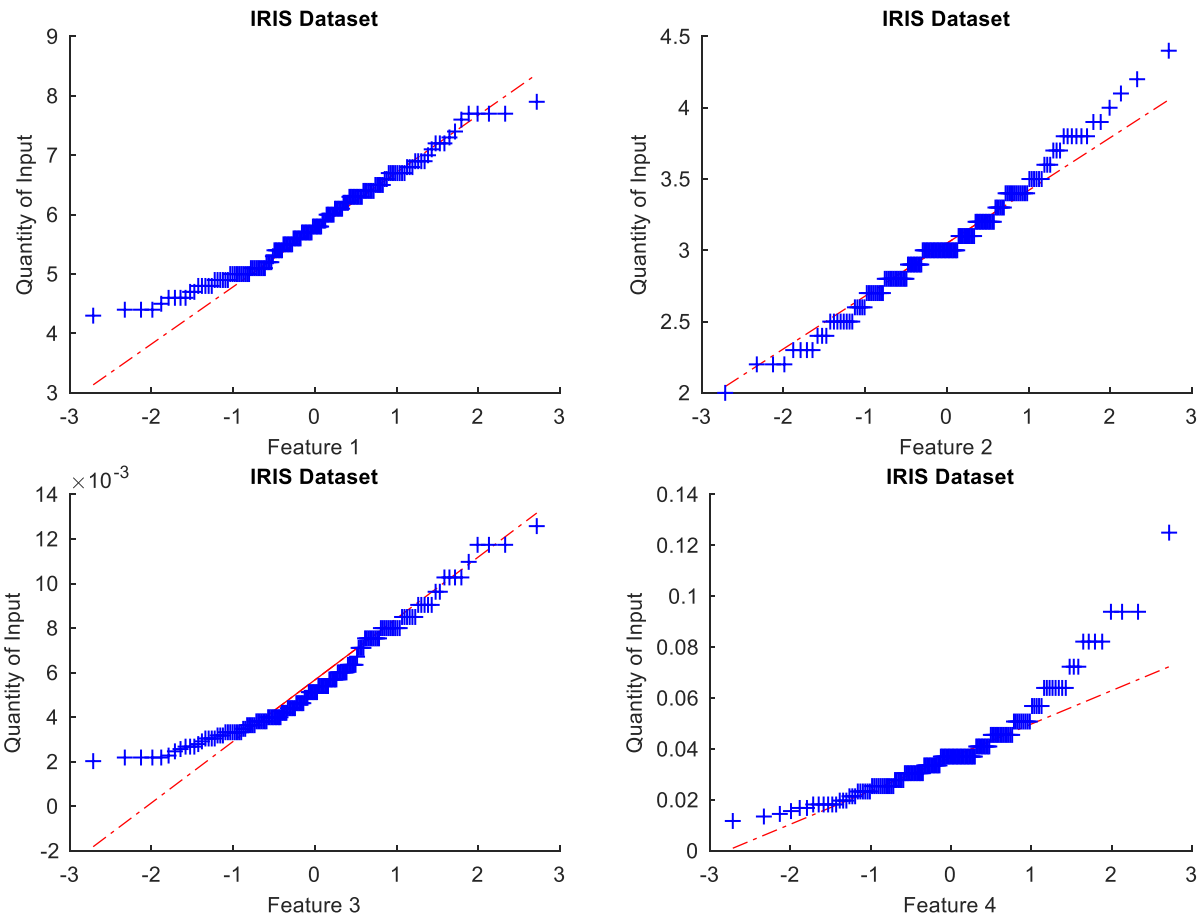 IRIS Dataset
9
8
7
6
5
4
3
Quantity of Input
-3 -2 -1 0 1 2 3
Feature 1
IRIS Dataset
4.5
4
3.5
3
2.5
2
Quantity of Input
-3 -2 -1 0 1 2 3
Feature 2
×10-3
IRIS Dataset
14
12
10
8
6
4
2
0
-2
Quantity of Input
-3 -2 -1 0 1 2 3
Feature 3
IRIS Dataset
0.14
0.12
0.1
0.08
0.06
0.04
0.02
0
Quantity of Input
-3 -2 -1 0 1 2 3
Feature 4